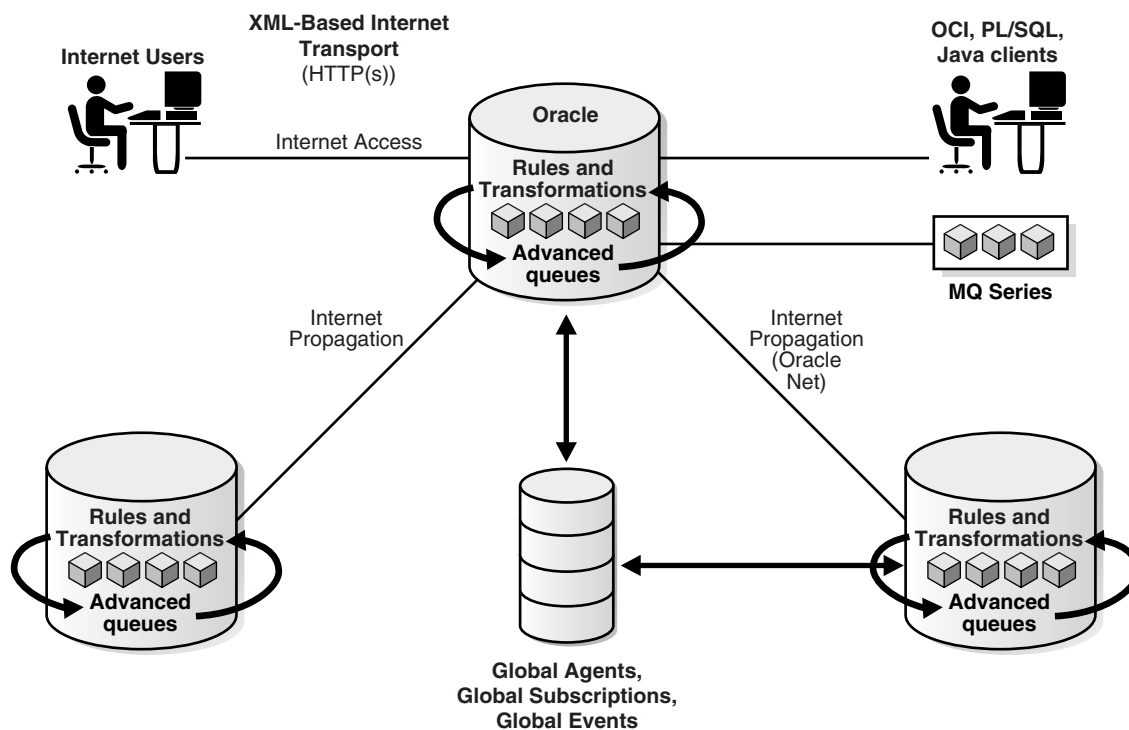 XML-Based Internet
Transport
(HTTP(s))
Internet Users
OCI, PL/SQL,
Java clients
Internet Access
Oracle
Rules and
Transformations
Advanced
queues
MQ Series
Internet
Propagation
Internet
Propagation
(Oracle
Net)
Rules and
Transformations
Advanced
queues
Rules and
Transformations
Advanced
queues
Global Agents,
Global Subscriptions,
Global Events